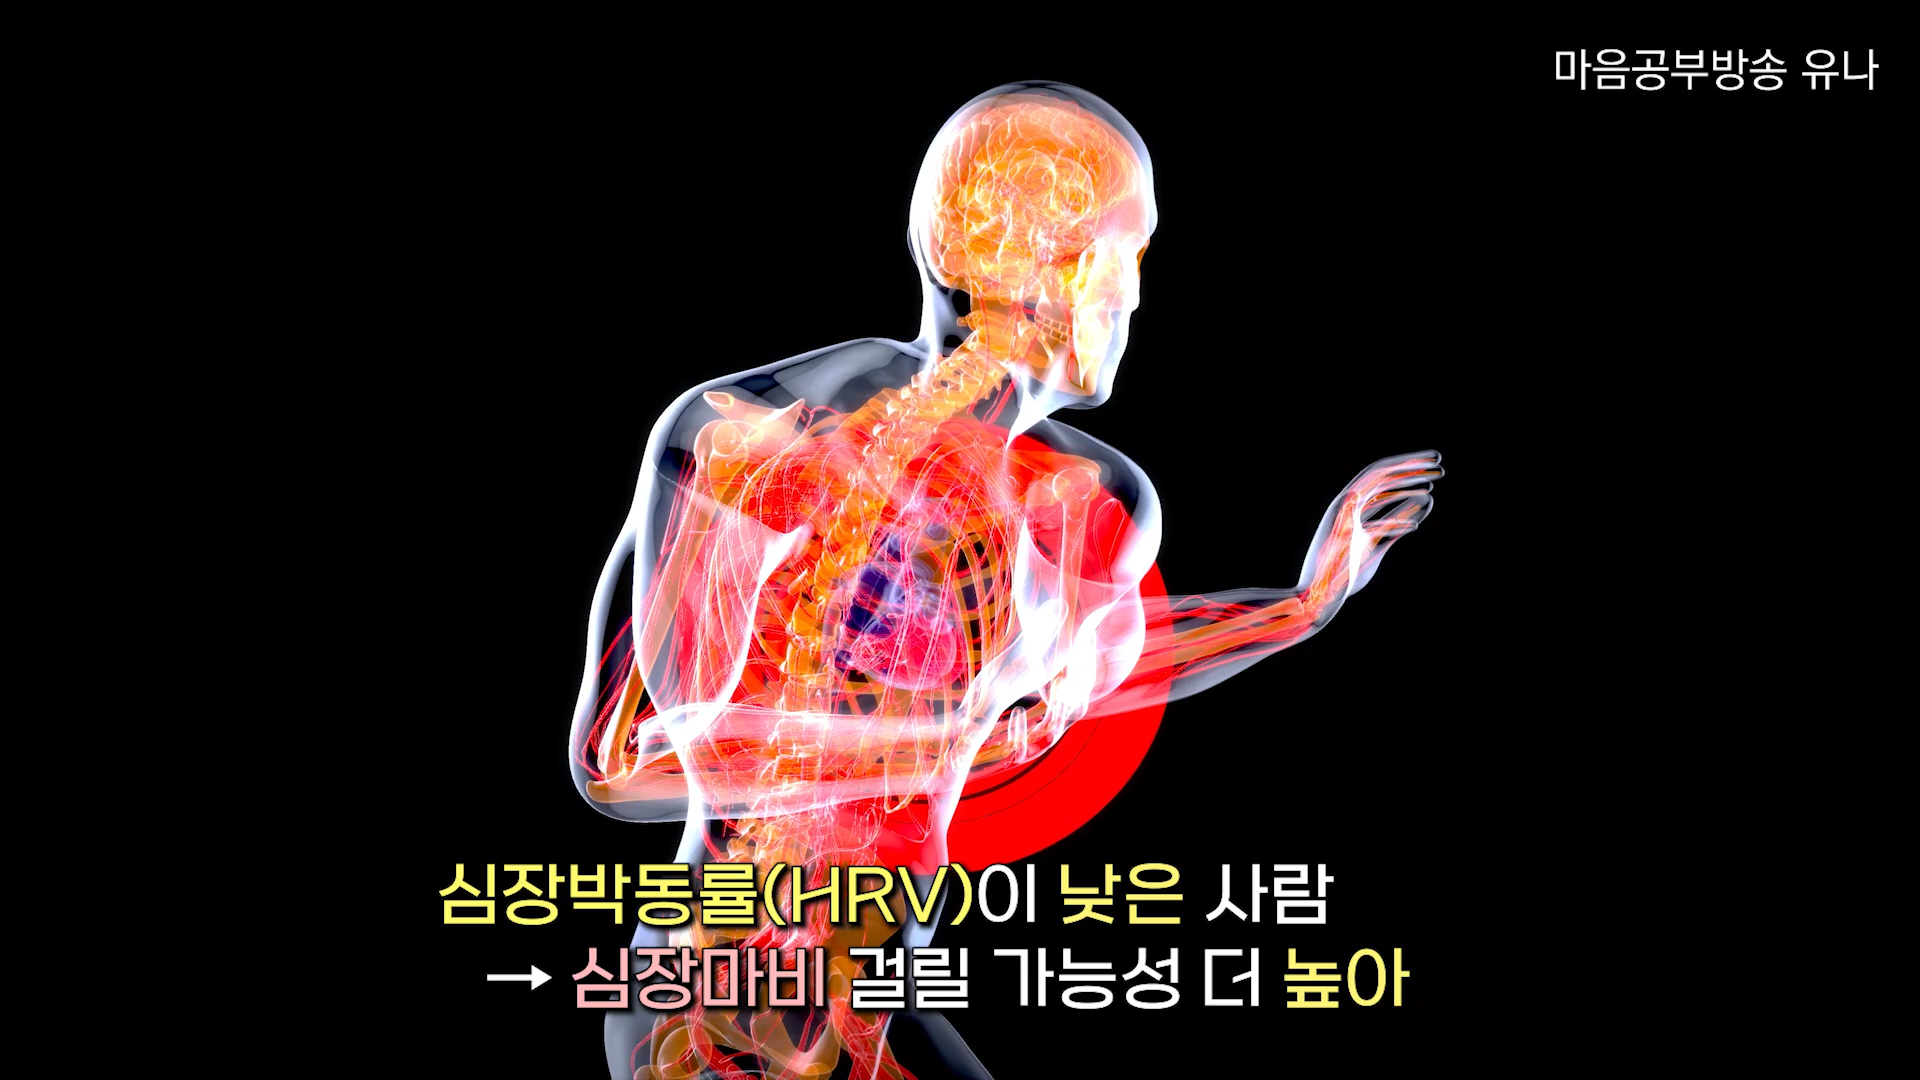 마음공부방송 유나
심장박동률(HRV)이 낮은 사람
→ 심장마비 걸릴 가능성 더 높아